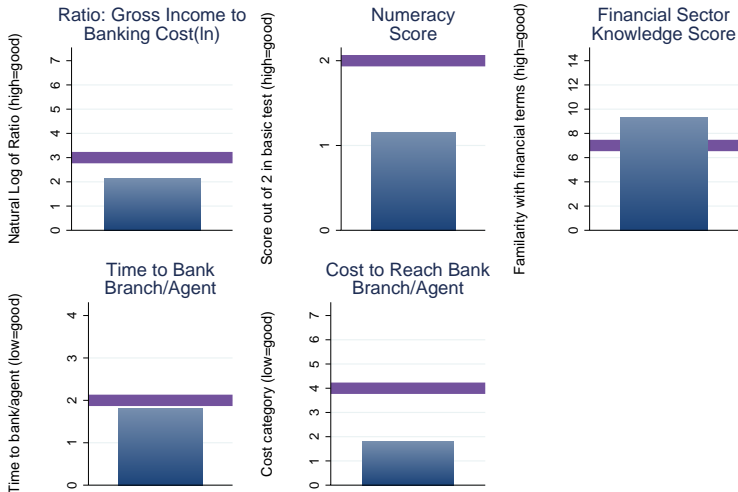 Ratio: Gross Income to
Banking Cost(ln)
Natural Log of Ratio (high=good)
7
6
5
4
3
2
1
0
Numeracy
Score
Score out of 2 in basic test (high=good)
2
1
0
Financial Sector
Knowledge Score
Familarity with financial terms (high=good)
14
12
10
8
6
4
2
0
Time to Bank
Branch/Agent
Time to bank/agent (low=good)
4
3
2
1
0
Cost to Reach Bank
Branch/Agent
Cost category (low=good)
7
6
5
4
3
2
1
0